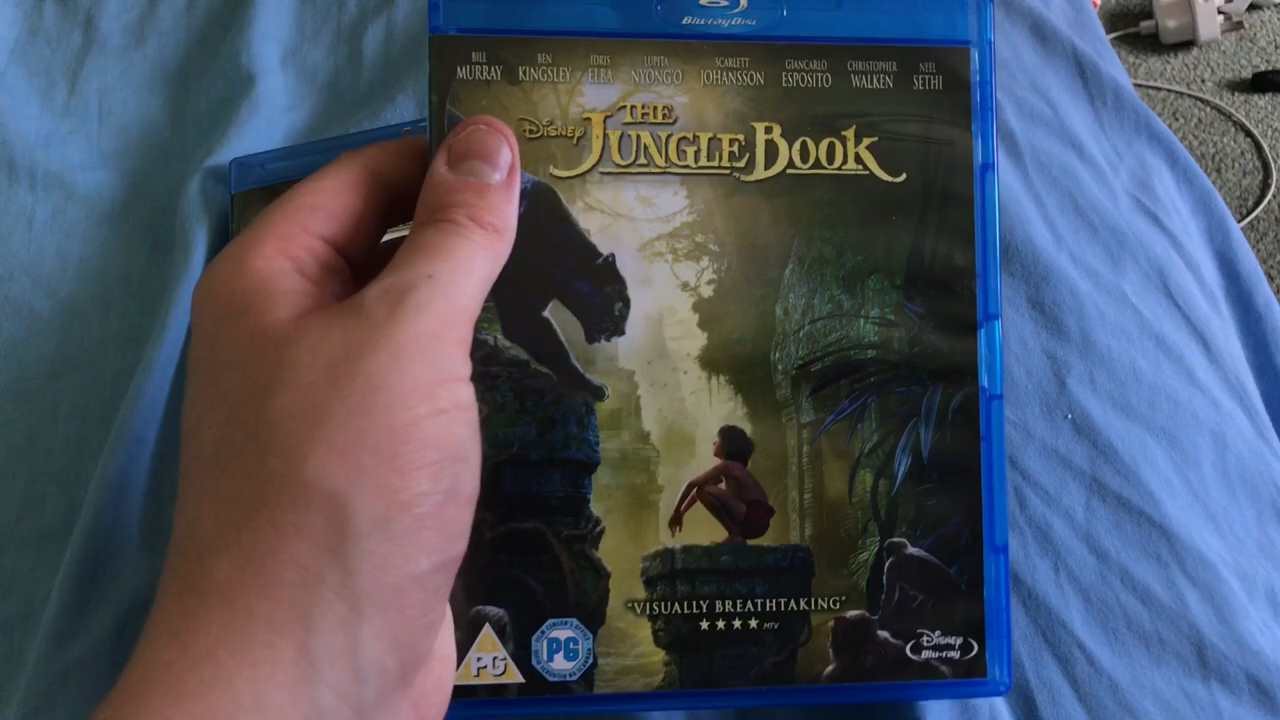 Blu-ray Disc
BILL MURRAY BEN KINGSLEY IDRIS ELBA LUPITA NYONG'O SCARLETT JOHANSSON GIANCARLO ESPOSITO CHRISTOPHER WALKEN NEEL SETHI
DISNEY
THE
JUNGLE BOOK
"VISUALLY BREATHTAKING"
★★★★ MTV
PG
PG
DISNEY
Blu-ray